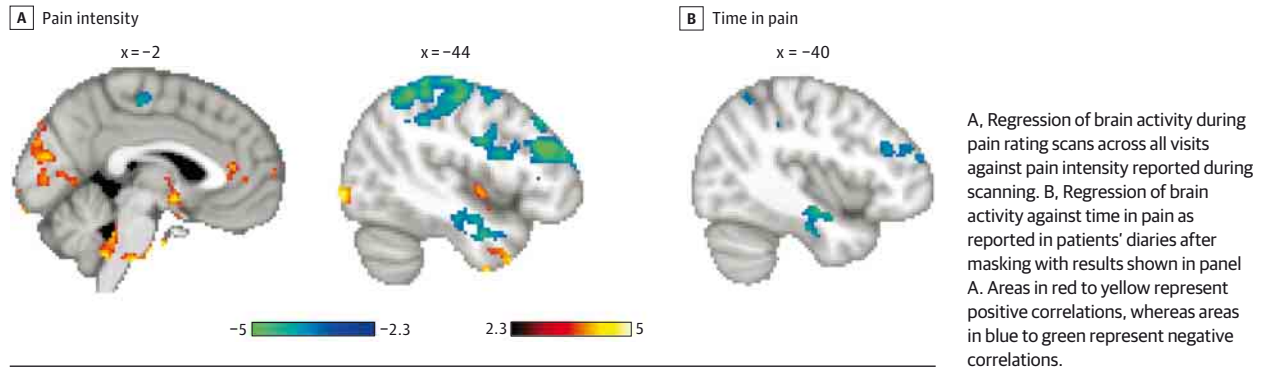 A Pain intensity
B Time in pain
x = −2
x = −44
x = −40
−5
−2.3
2.3
5
A, Regression of brain activity during
pain rating scans across all visits
against pain intensity reported during
scanning. B, Regression of brain
activity against time in pain as
reported in patients' diaries after
masking with results shown in panel
A. Areas in red to yellow represent
positive correlations, whereas areas
in blue to green represent negative
correlations.